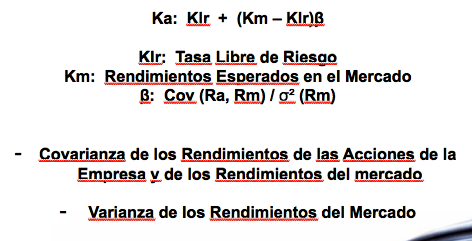 Ka: Klr + (Km – Klr)β
Klr: Tasa Libre de Riesgo
Km: Rendimientos Esperados en el Mercado
β: Cov (Ra, Rm) / σ² (Rm)
- Covarianza de los Rendimientos de las Acciones de la
Empresa y de los Rendimientos del mercado
- Varianza de los Rendimientos del Mercado